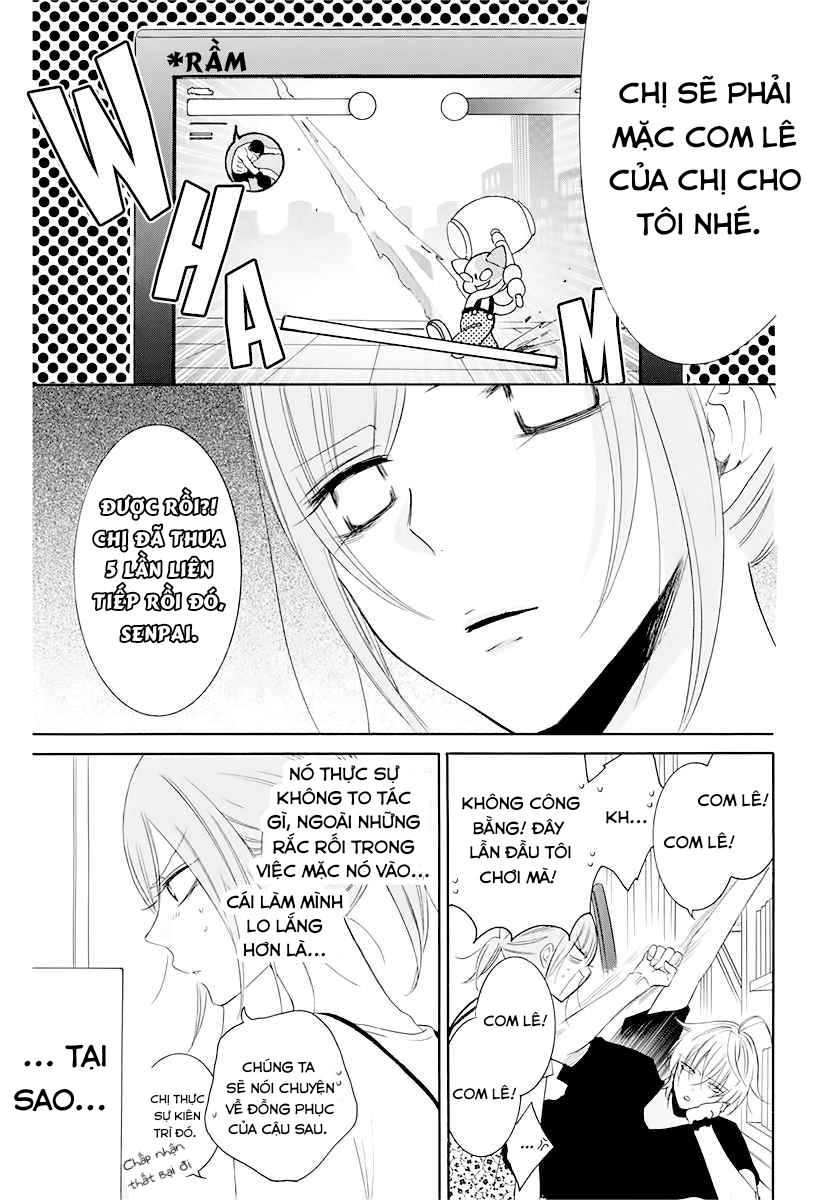 CHỊ SẼ PHẢI
MẶC COM LÊ
CỦA CHỊ CHO
TÔI NHÉ.
*RẦM
WHAM
ĐƯỢC RỒI?!
CHỊ ĐÃ THUA
5 LẦN LIÊN
TIẾP RỒI ĐÓ,
SENPAI.
COM LÊ!
COM LÊ!
KH...
KHÔNG CÔNG
BẰNG! ĐÂY
LẦN ĐẦU TÔI
CHƠI MÀ!
COM LÊ!
COM LÊ!
...
NÓ THỰC SỰ
KHÔNG TO TÁC
GÌ, NGOÀI NHỮNG
RẮC RỐI TRONG
VIỆC MẶC NÓ VÀO...
CÁI LÀM MÌNH
LO LẮNG
HƠN LÀ...
CHÚNG TA
SẼ NÓI CHUYỆN
VỀ ĐỒNG PHỤC
CỦA CẬU SAU.
CHỊ THỰC
SỰ KIÊN
TRÌ ĐÓ.
Chấp nhận
thất bại đi
... TẠI
SAO...